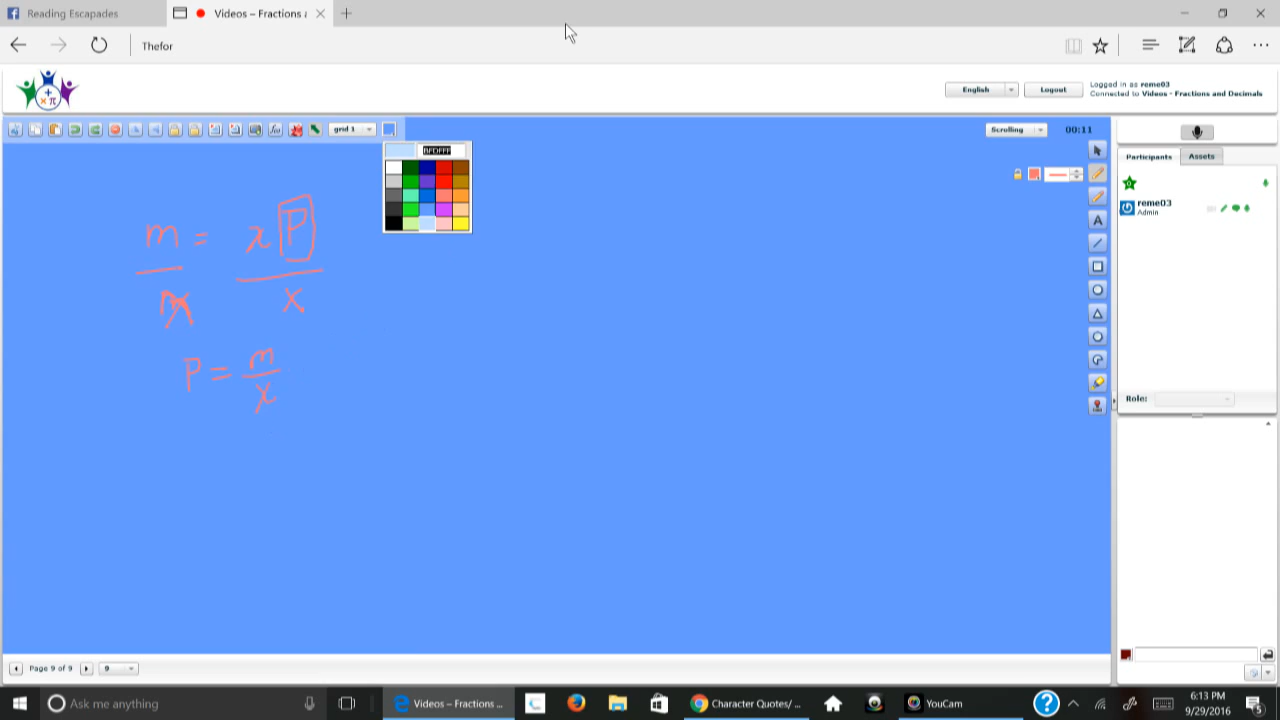 Reading Escapades
Videos – Fractions a
Thefor
English
Logout
Logged in as reme03
Connected to Videos - Fractions and Decimals
grid 1
Scrolling
00:11
BFDFFF
Participants
Assets
reme03
Admin
m = x P
x
P = m
x
Role:
Page 9 of 9
9
Ask me anything
Videos – Fractions ...
Character Quotes/ ...
YouCam
6:13 PM
9/29/2016
5